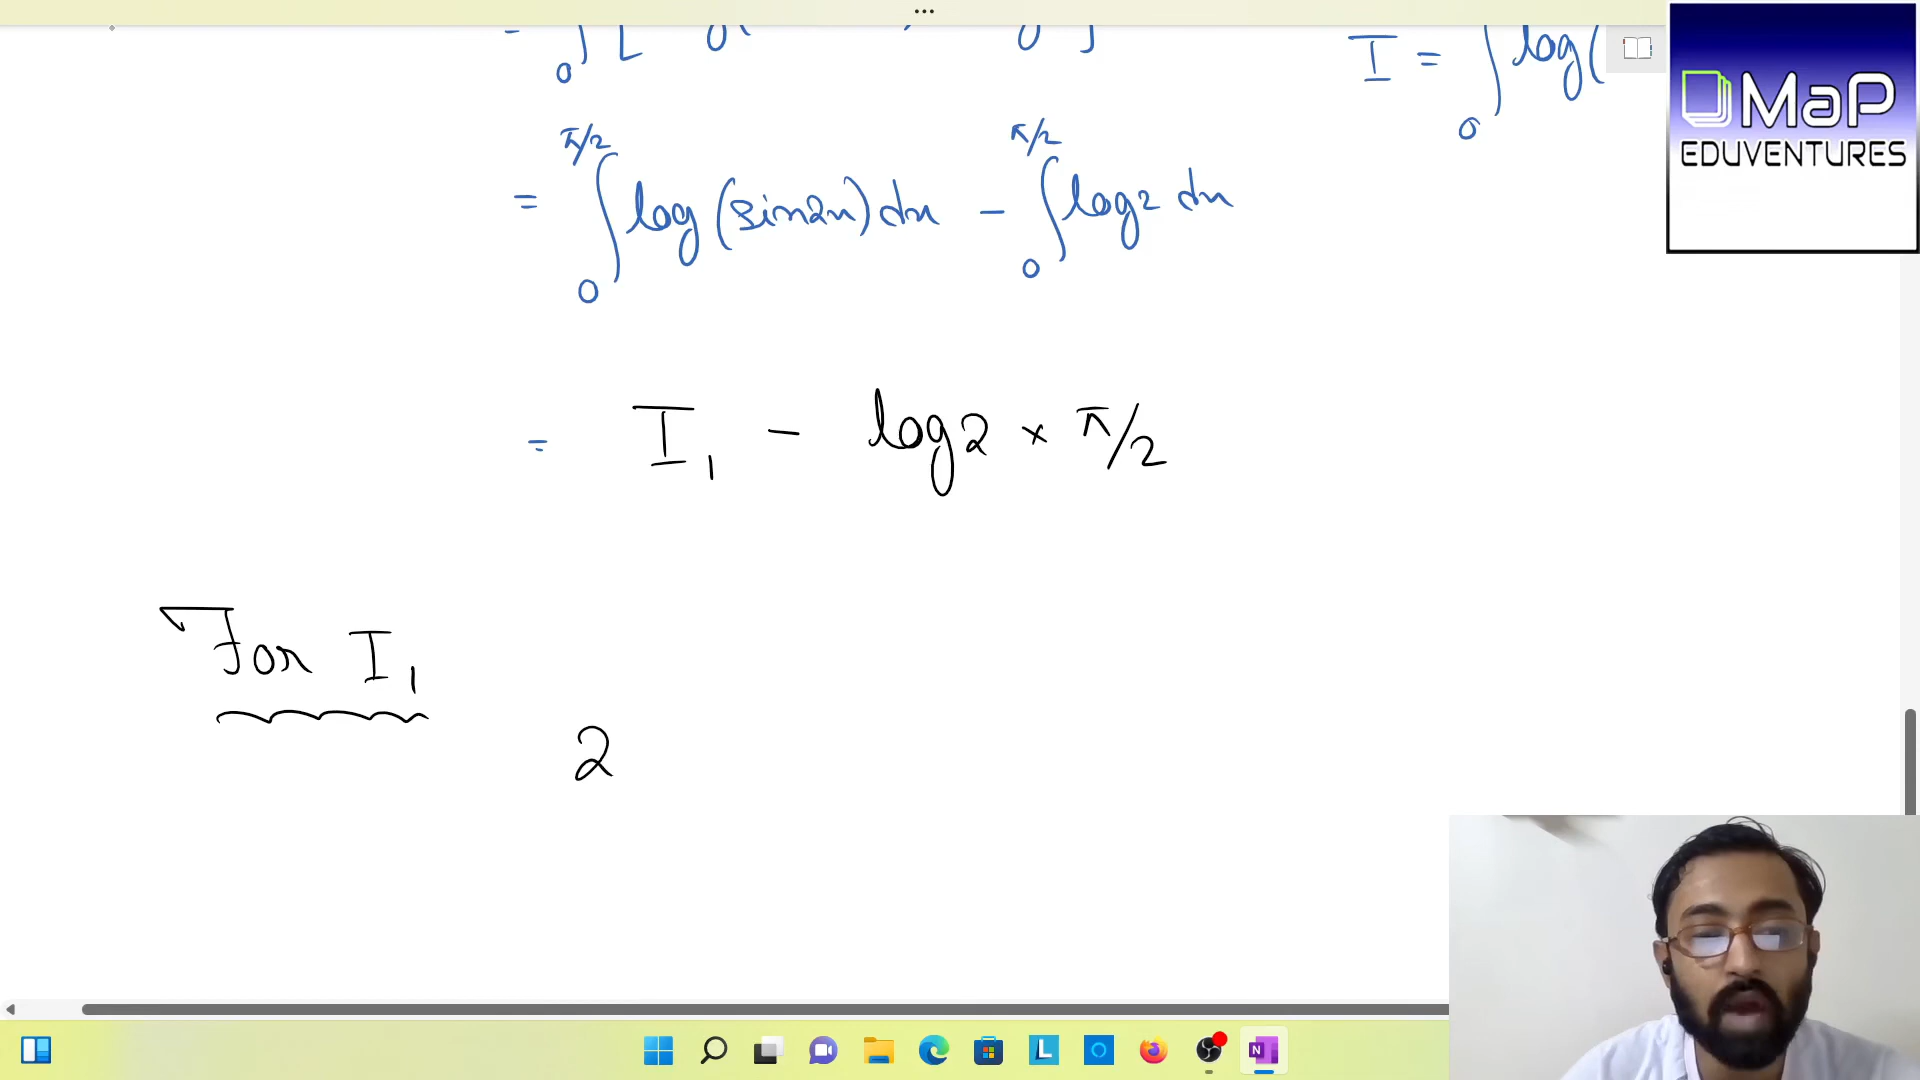 I = ∫ log(
0
MaP
EDUVENTURES
0
= ∫₀^π/2 log (sin2x) dx - ∫₀^π/2 log2 dx
= I₁ - log2 × π/2
For I₁
2